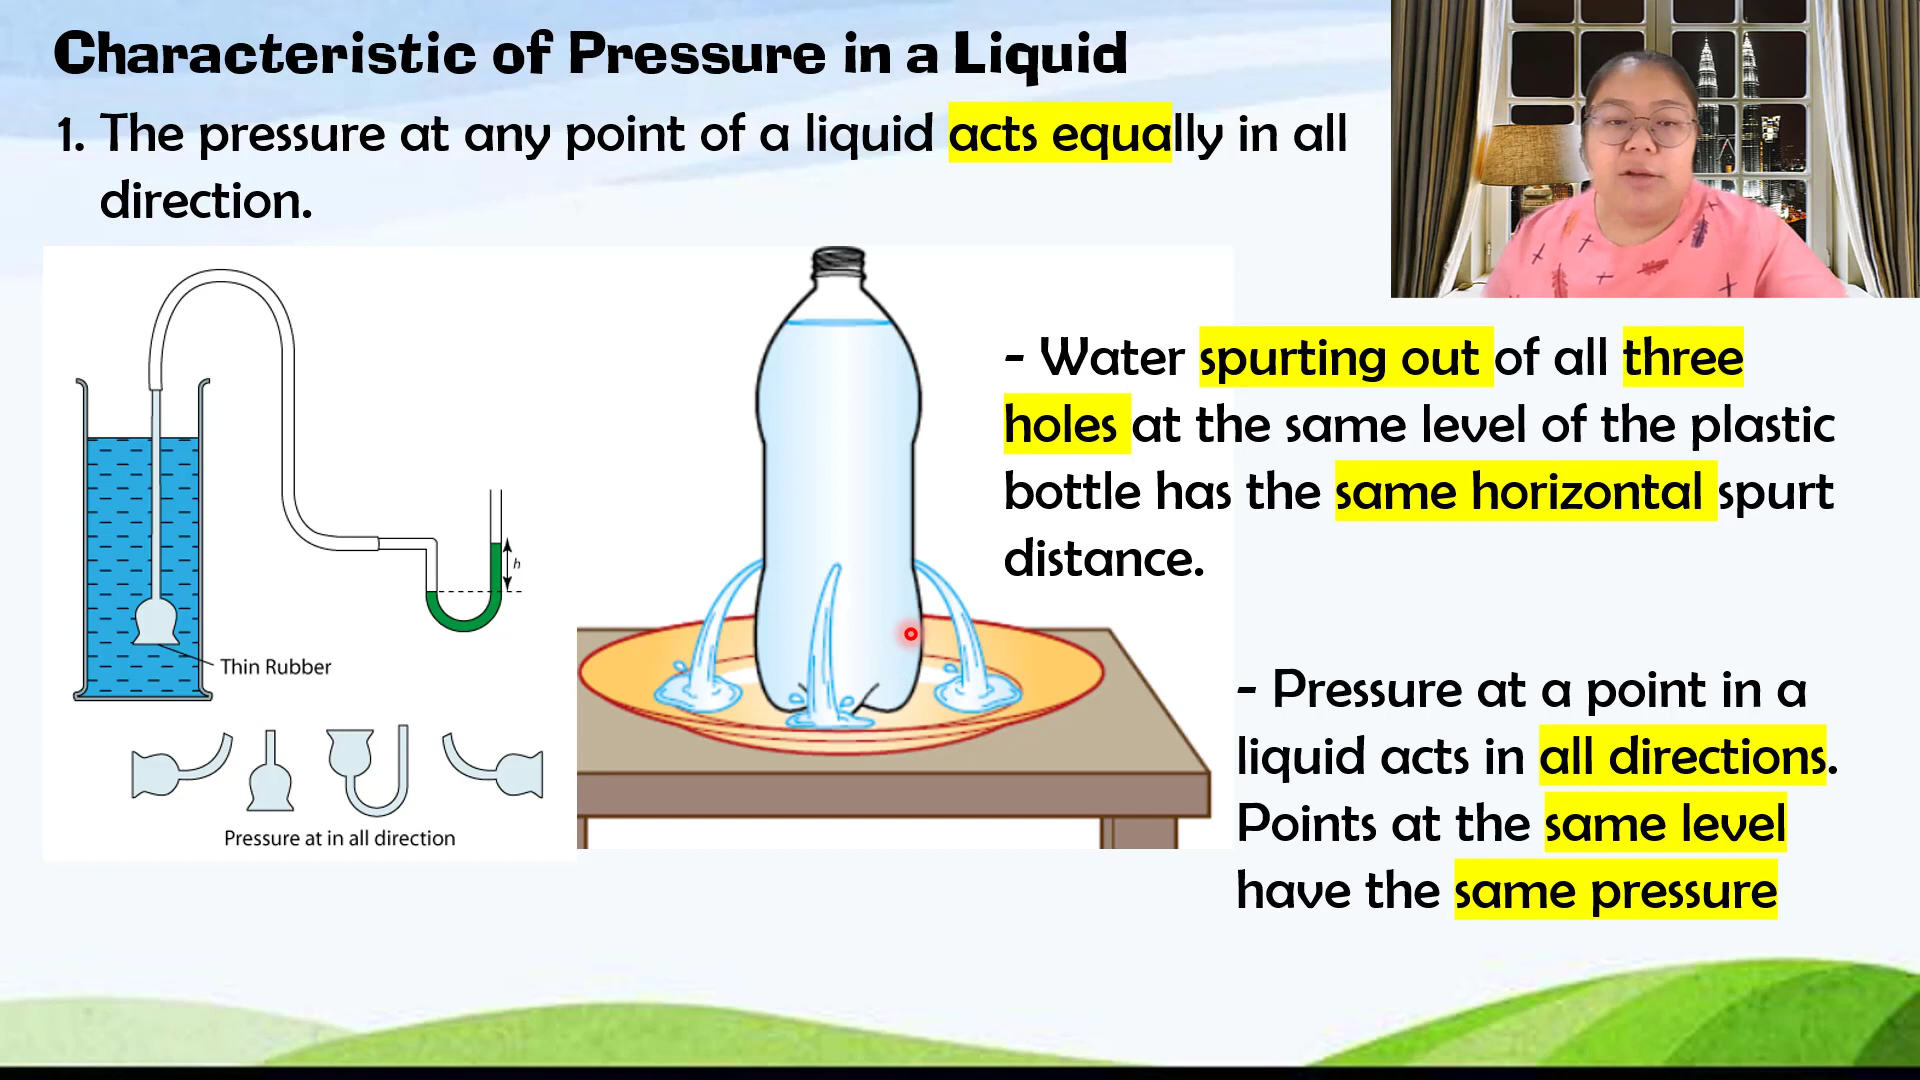 Characteristic of Pressure in a Liquid
1. The pressure at any point of a liquid acts equally in all
direction.
- Water spurting out of all three
holes at the same level of the plastic
bottle has the same horizontal spurt
distance.
h
Thin Rubber
Pressure at in all direction
- Pressure at a point in a
liquid acts in all directions.
Points at the same level
have the same pressure